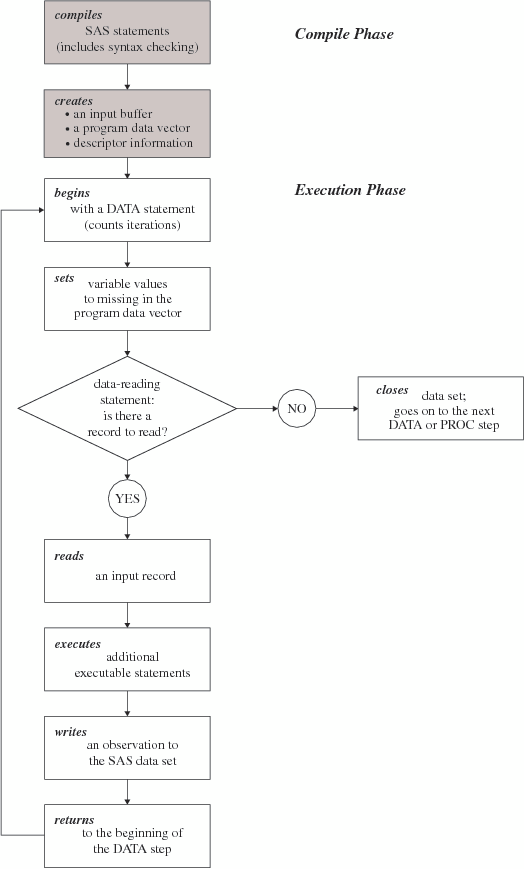 compiles
SAS statements
(includes syntax checking)
Compile Phase
creates
• an input buffer
• a program data vector
• descriptor information
begins
with a DATA statement
(counts iterations)
Execution Phase
sets variable values
to missing in the
program data vector
data-reading
statement:
is there a
record to read?
NO
closes data set;
goes on to the next
DATA or PROC step
YES
reads
an input record
executes
additional
executable statements
writes
an observation to
the SAS data set
returns
to the beginning of
the DATA step